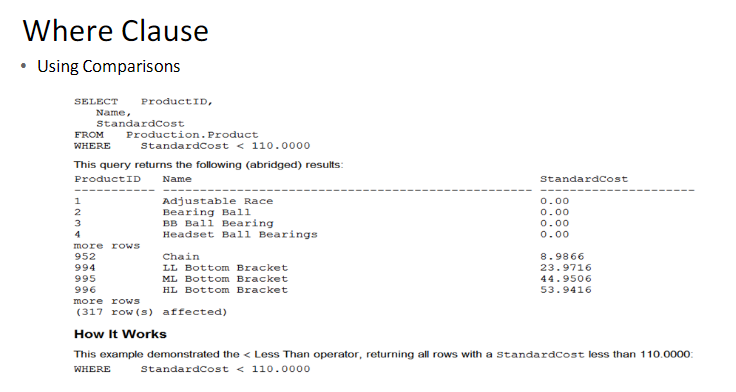 Where Clause
• Using Comparisons
SELECT ProductID,
Name,
StandardCost
FROM Production.Product
WHERE StandardCost < 110.0000
This query returns the following (abridged) results:
ProductID Name StandardCost
----------- -------------------------------------------------- ---------------------
1 Adjustable Race 0.00
2 Bearing Ball 0.00
3 BB Ball Bearing 0.00
4 Headset Ball Bearings 0.00
more rows
952 Chain 8.9866
994 LL Bottom Bracket 23.9716
995 ML Bottom Bracket 44.9506
996 HL Bottom Bracket 53.9416
more rows
(317 row(s) affected)
How It Works
This example demonstrated the < Less Than operator, returning all rows with a StandardCost less than 110.0000:
WHERE StandardCost < 110.0000